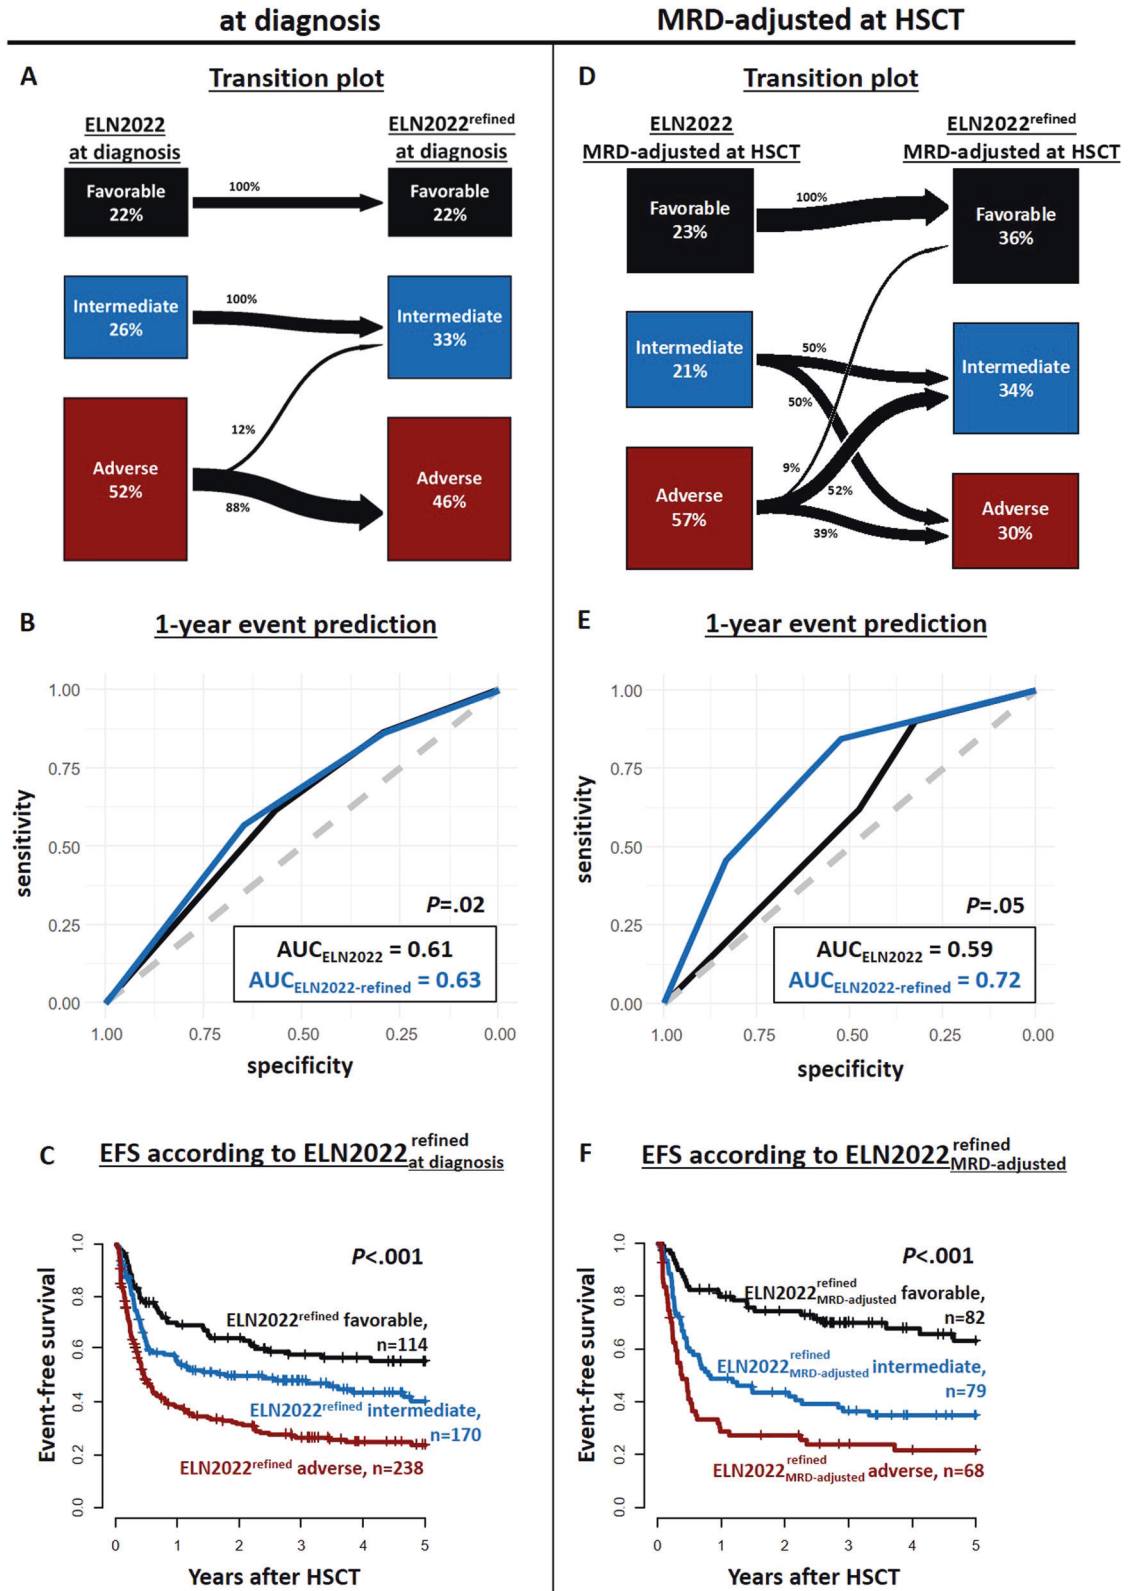 at diagnosis
MRD-adjusted at HSCT
A
Transition plot
ELN2022
at diagnosis
ELN2022refined
at diagnosis
Favorable
22%
100%
Favorable
22%
Intermediate
26%
100%
Intermediate
33%
Adverse
52%
12%
88%
Adverse
46%
D
Transition plot
ELN2022
MRD-adjusted at HSCT
ELN2022refined
MRD-adjusted at HSCT
Favorable
23%
100%
Favorable
36%
Intermediate
21%
50%
50%
Intermediate
34%
Adverse
57%
9%
52%
39%
Adverse
30%
B
1-year event prediction
sensitivity
1.00
0.75
0.50
0.25
0.00
P=.02
AUCELN2022 = 0.61
AUCELN2022-refined = 0.63
1.00 0.75 0.50 0.25 0.00
specificity
E
1-year event prediction
sensitivity
1.00
0.75
0.50
0.25
0.00
P=.05
AUCELN2022 = 0.59
AUCELN2022-refined = 0.72
1.00 0.75 0.50 0.25 0.00
specificity
C
EFS according to ELN2022 refined at diagnosis
Event-free survival
1.0
0.8
0.6
0.4
0.2
0.0
P<.001
ELN2022refined favorable,
n=114
ELN2022refined intermediate,
n=170
ELN2022refined adverse, n=238
0 1 2 3 4 5
Years after HSCT
F
EFS according to ELN2022 refined MRD-adjusted
Event-free survival
1.0
0.8
0.6
0.4
0.2
0.0
P<.001
ELN2022 refined MRD-adjusted favorable,
n=82
ELN2022 refined MRD-adjusted intermediate,
n=79
ELN2022 refined MRD-adjusted adverse, n=68
0 1 2 3 4 5
Years after HSCT